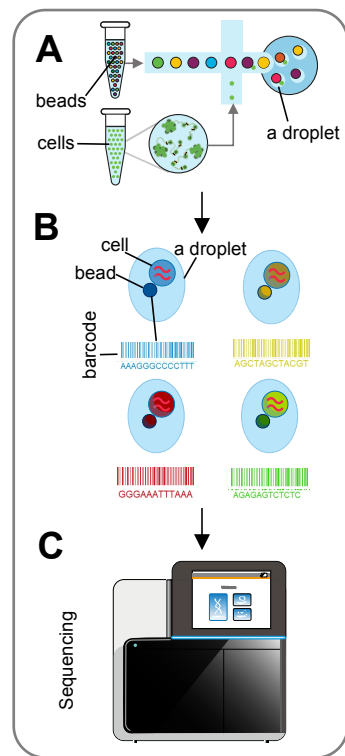 A
beads
cells
a droplet
B
cell
a droplet
bead
barcode
AAAGGGCCCCTTT
AGCTAGCTACGT
GGGAAATTTAAA
AGAGAGTCTCTC
C
Sequencing